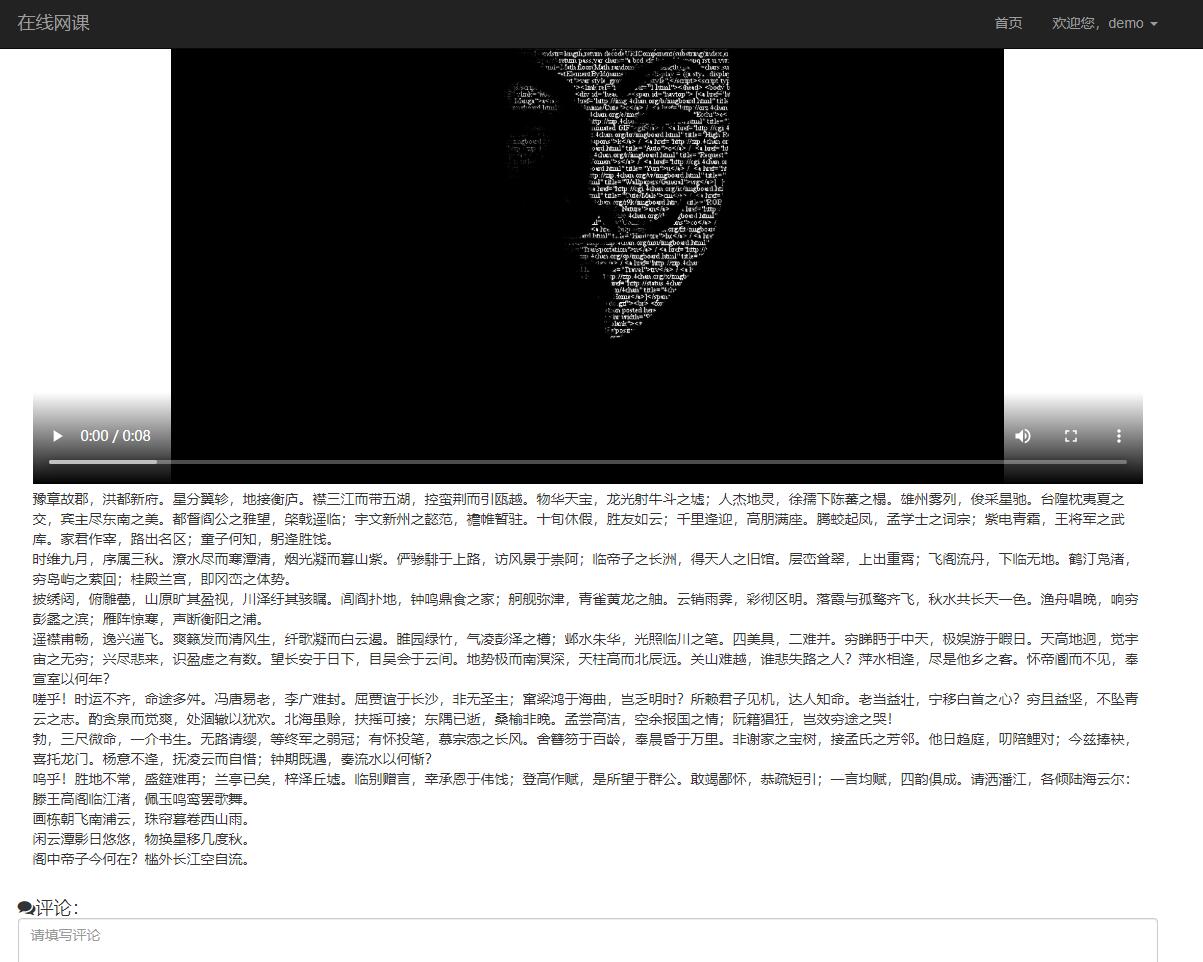 在线网课
首页 欢迎您，demo
0:00 / 0:08
豫章故郡，洪都新府。星分翼轸，地接衡庐。襟三江而带五湖，控蛮荆而引瓯越。物华天宝，龙光射牛斗之墟；人杰地灵，徐孺下陈蕃之榻。雄州雾列，俊采星驰。台隍枕夷夏之
交，宾主尽东南之美。都督阎公之雅望，棨戟遥临；宇文新州之懿范，襜帷暂驻。十旬休假，胜友如云；千里逢迎，高朋满座。腾蛟起凤，孟学士之词宗；紫电青霜，王将军之武
库。家君作宰，路出名区；童子何知，躬逢胜饯。
时维九月，序属三秋。潦水尽而寒潭清，烟光凝而暮山紫。俨骖騑于上路，访风景于崇阿；临帝子之长洲，得天人之旧馆。层峦耸翠，上出重霄；飞阁流丹，下临无地。鹤汀凫渚，
穷岛屿之萦回；桂殿兰宫，即冈峦之体势。
披绣闼，俯雕甍，山原旷其盈视，川泽纡其骇瞩。闾阎扑地，钟鸣鼎食之家；舸舰弥津，青雀黄龙之舳。云销雨霁，彩彻区明。落霞与孤鹜齐飞，秋水共长天一色。渔舟唱晚，响穷
彭蠡之滨；雁阵惊寒，声断衡阳之浦。
遥襟甫畅，逸兴遄飞。爽籁发而清风生，纤歌凝而白云遏。睢园绿竹，气凌彭泽之樽；邺水朱华，光照临川之笔。四美具，二难并。穷睇眄于中天，极娱游于暇日。天高地迥，觉宇
宙之无穷；兴尽悲来，识盈虚之有数。望长安于日下，目吴会于云间。地势极而南溟深，天柱高而北辰远。关山难越，谁悲失路之人？萍水相逢，尽是他乡之客。怀帝阍而不见，奉
宣室以何年？
嗟乎！时运不齐，命途多舛。冯唐易老，李广难封。屈贾谊于长沙，非无圣主；窜梁鸿于海曲，岂乏明时？所赖君子见机，达人知命。老当益壮，宁移白首之心？穷且益坚，不坠青
云之志。酌贪泉而觉爽，处涸辙以犹欢。北海虽赊，扶摇可接；东隅已逝，桑榆非晚。孟尝高洁，空余报国之情；阮籍猖狂，岂效穷途之哭！
勃，三尺微命，一介书生。无路请缨，等终军之弱冠；有怀投笔，慕宗悫之长风。舍簪笏于百龄，奉晨昏于万里。非谢家之宝树，接孟氏之芳邻。他日趋庭，叨陪鲤对；今兹捧袂，
喜托龙门。杨意不逢，抚凌云而自惜；钟期既遇，奏流水以何惭？
呜乎！胜地不常，盛筵难再；兰亭已矣，梓泽丘墟。临别赠言，幸承恩于伟饯；登高作赋，是所望于群公。敢竭鄙怀，恭疏短引；一言均赋，四韵俱成。请洒潘江，各倾陆海云尔：
滕王高阁临江渚，佩玉鸣鸾罢歌舞。
画栋朝飞南浦云，珠帘暮卷西山雨。
闲云潭影日悠悠，物换星移几度秋。
阁中帝子今何在？槛外长江空自流。
评论：
请填写评论